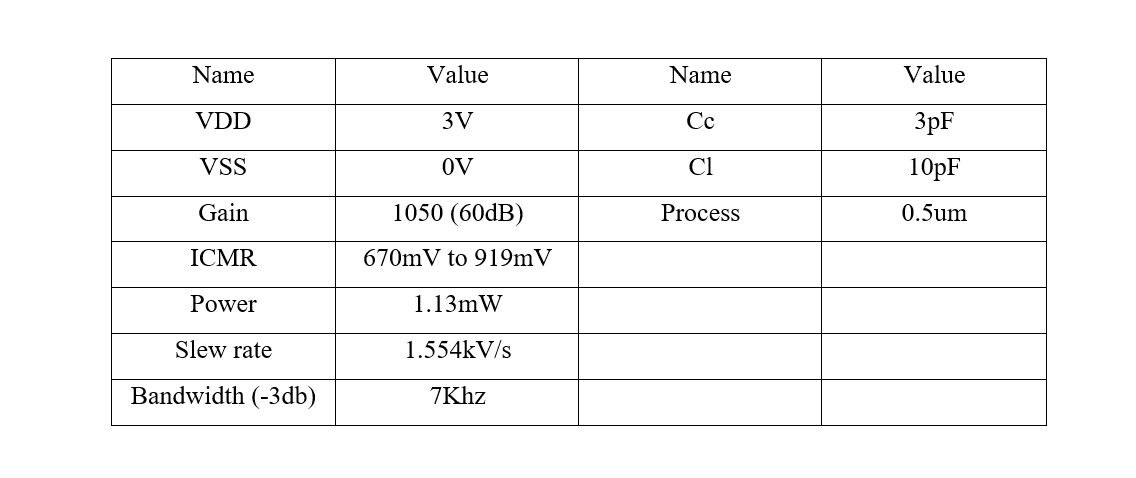 Name Value Name Value
VDD 3V Cc 3pF
VSS 0V Cl 10pF
Gain 1050 (60dB) Process 0.5um
ICMR 670mV to 919mV
Power 1.13mW
Slew rate 1.554kV/s
Bandwidth (-3db) 7Khz